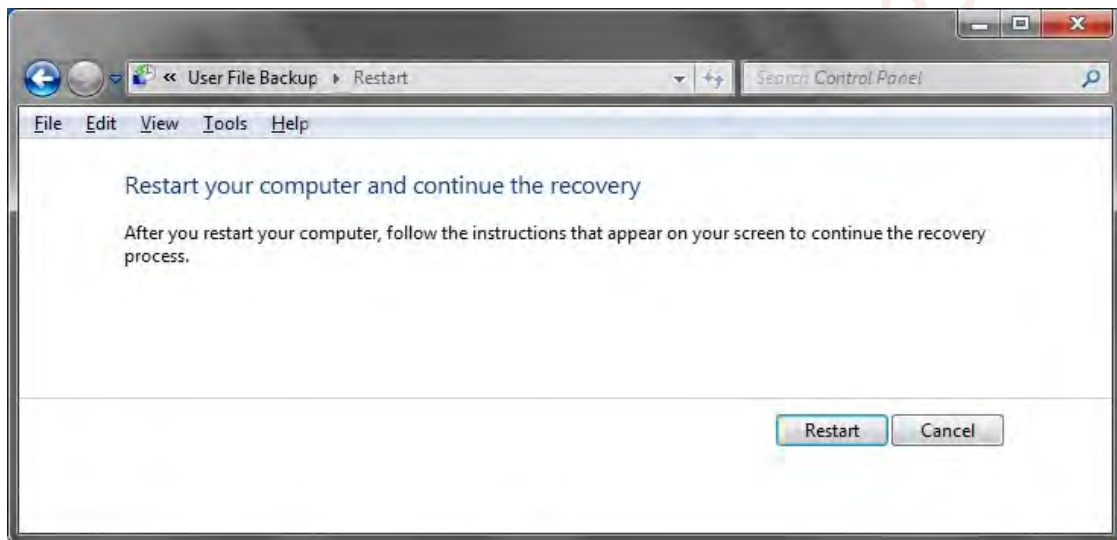 « User File Backup ▸ Restart
Search Control Panel
File Edit View Tools Help
Restart your computer and continue the recovery
After you restart your computer, follow the instructions that appear on your screen to continue the recovery
process.
Restart Cancel